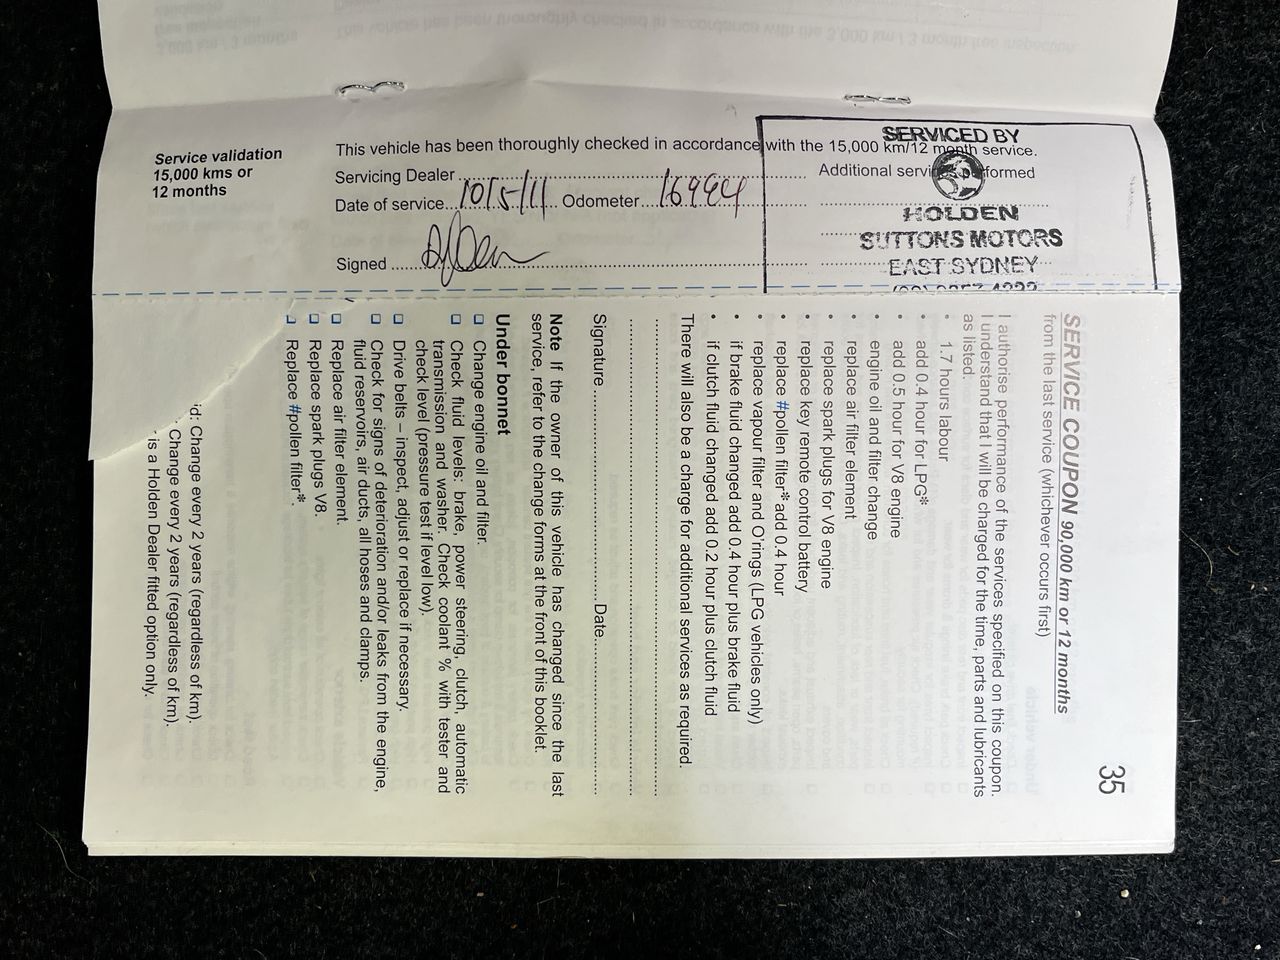 Service validation
15,000 kms or
12 months
This vehicle has been thoroughly checked in accordance with the 15,000 km/12 month service.
Servicing Dealer
Additional services performed
Date of service 10/5/11 Odometer 16994
Signed
SERVICED BY
HOLDEN
SUTTONS MOTORS
EAST SYDNEY
35
SERVICE COUPON 90,000 km or 12 months
from the last service (whichever occurs first)
I authorise performance of the services specified on this coupon.
I understand that I will be charged for the time, parts and lubricants
as listed.
• 1.7 hours labour
• add 0.4 hour for LPG*
• add 0.5 hour for V8 engine
• engine oil and filter change
• replace air filter element
• replace spark plugs for V8 engine
• replace key remote control battery
• replace #pollen filter* add 0.4 hour
• replace vapour filter and O'rings (LPG vehicles only)
• if brake fluid changed add 0.4 hour plus brake fluid
• if clutch fluid changed add 0.2 hour plus clutch fluid
There will also be a charge for additional services as required.
Signature Date
Note If the owner of this vehicle has changed since the last
service, refer to the change forms at the front of this booklet.
Under bonnet
Change engine oil and filter.
Check fluid levels: brake, power steering, clutch, automatic
transmission and washer. Check coolant % with tester and
check level (pressure test if level low).
Drive belts – inspect, adjust or replace if necessary.
Check for signs of deterioration and/or leaks from the engine,
fluid reservoirs, air ducts, all hoses and clamps.
Replace air filter element.
Replace spark plugs V8.
Replace #pollen filter*.
id: Change every 2 years (regardless of km).
Change every 2 years (regardless of km).
is a Holden Dealer fitted option only.